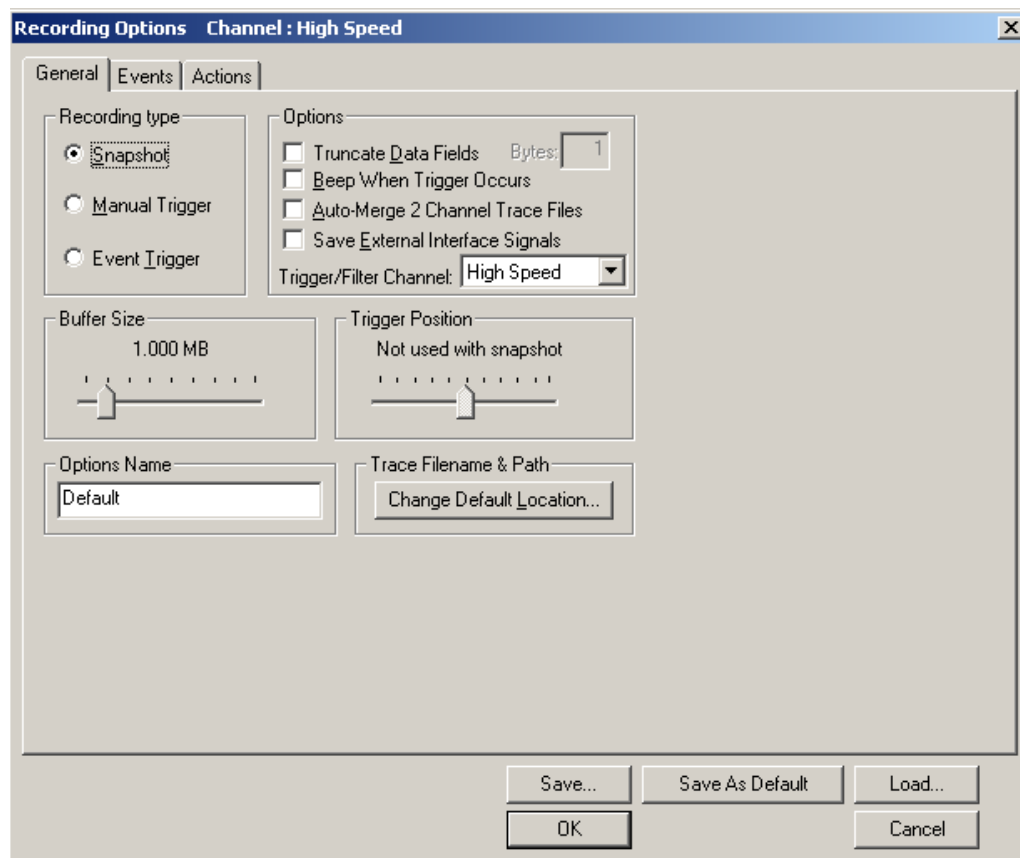 Recording Options Channel : High Speed
General Events Actions
Recording type
Snapshot
Manual Trigger
Event Trigger
Options
Truncate Data Fields Bytes: 1
Beep When Trigger Occurs
Auto-Merge 2 Channel Trace Files
Save External Interface Signals
Trigger/Filter Channel: High Speed
Buffer Size
1.000 MB
Trigger Position
Not used with snapshot
Options Name
Default
Trace Filename & Path
Change Default Location...
Save... Save As Default Load...
OK Cancel